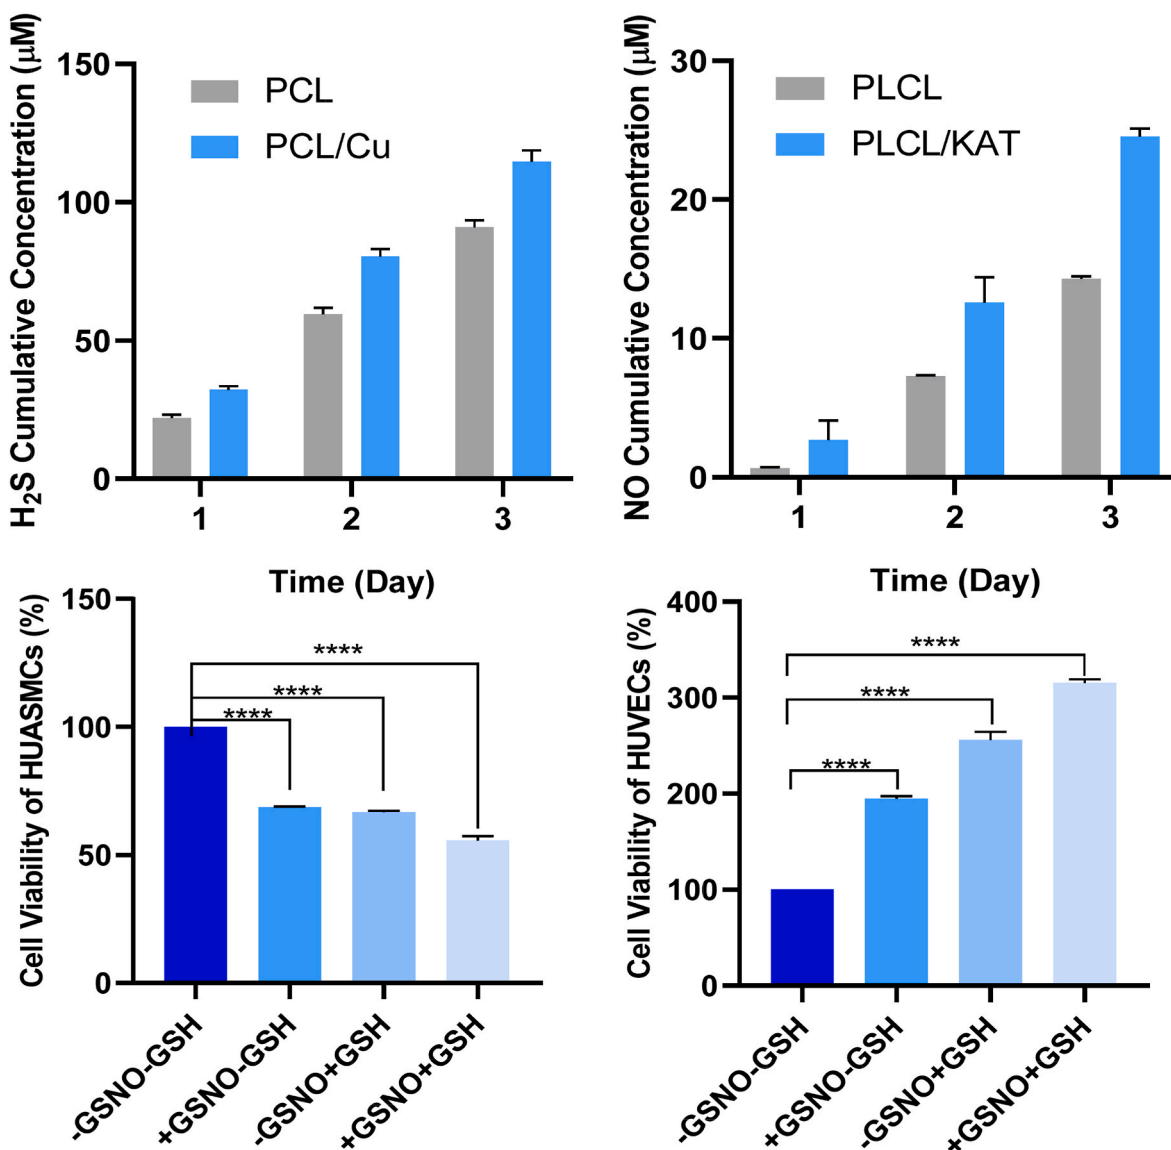 H₂S Cumulative Concentration (μM)
150
100
50
0
PCL
PCL/Cu
1 2 3
Time (Day)
NO Cumulative Concentration (μM)
30
20
10
0
PLCL
PLCL/KAT
1 2 3
Time (Day)
Cell Viability of HUASMCs (%)
150
100
50
0
****
****
****
-GSNO-GSH
+GSNO-GSH
-GSNO+GSH
+GSNO+GSH
Cell Viability of HUVECs (%)
400
300
200
100
0
****
****
****
-GSNO-GSH
+GSNO-GSH
-GSNO+GSH
+GSNO+GSH